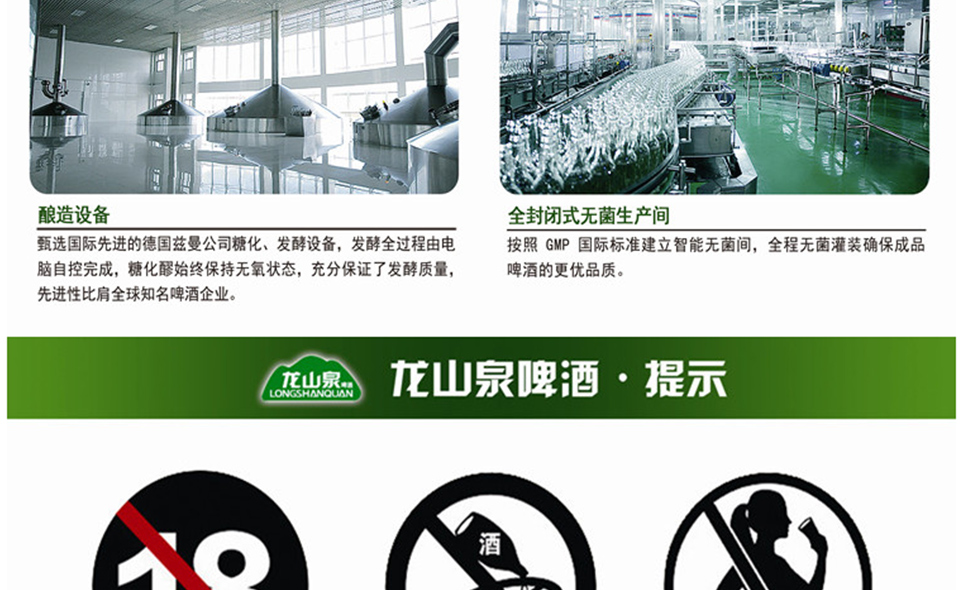 酿造设备
甄选国际先进的德国兹曼公司糖化、发酵设备，发酵全过程由电
脑自控完成，糖化醪始终保持无氧状态，充分保证了发酵质量，
先进性比肩全球知名啤酒企业。
全封闭式无菌生产间
按照 GMP 国际标准建立智能无菌间，全程无菌灌装确保成品
啤酒的更优品质。
龙山泉啤酒
LONGSHANQUAN
龙山泉啤酒·提示
18
酒